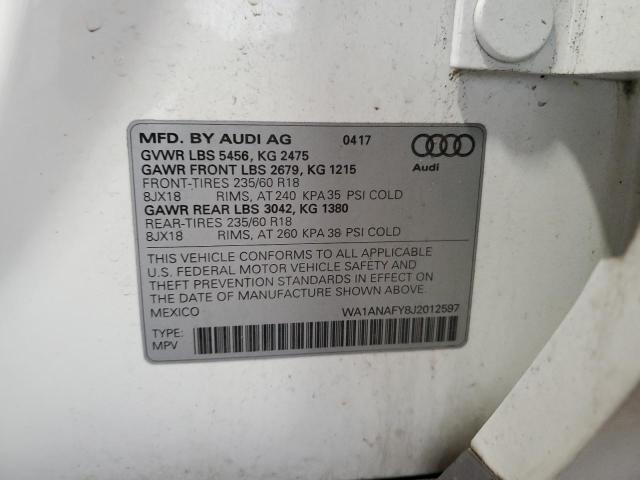 MFD. BY AUDI AG 0417
GVWR LBS 5456, KG 2475
GAWR FRONT LBS 2679, KG 1215
FRONT-TIRES 235/60 R18
8JX18 RIMS, AT 240 KPA 35 PSI COLD
GAWR REAR LBS 3042, KG 1380
REAR-TIRES 235/60 R18
8JX18 RIMS, AT 260 KPA 38 PSI COLD
Audi
THIS VEHICLE CONFORMS TO ALL APPLICABLE
U.S. FEDERAL MOTOR VEHICLE SAFETY AND
THEFT PREVENTION STANDARDS IN EFFECT ON
THE DATE OF MANUFACTURE SHOWN ABOVE.
MEXICO WA1ANAFY8J2012597
TYPE:
MPV